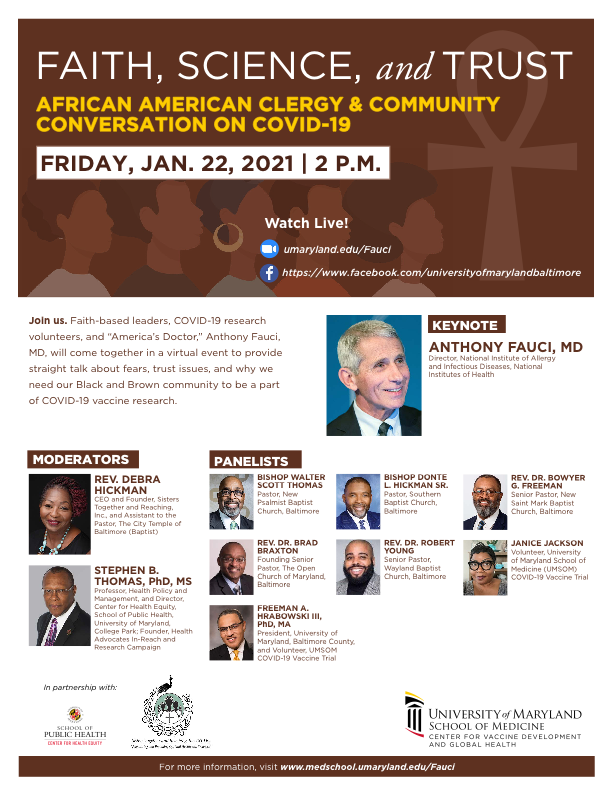 FAITH, SCIENCE, and TRUST
AFRICAN AMERICAN CLERGY & COMMUNITY
CONVERSATION ON COVID-19
FRIDAY, JAN. 22, 2021 | 2 P.M.
Watch Live!
umaryland.edu/Fauci
https://www.facebook.com/universityofmarylandbaltimore
Join us. Faith-based leaders, COVID-19 research
volunteers, and “America’s Doctor,” Anthony Fauci,
MD, will come together in a virtual event to provide
straight talk about fears, trust issues, and why we
need our Black and Brown community to be a part
of COVID-19 vaccine research.
KEYNOTE
ANTHONY FAUCI, MD
Director, National Institute of Allergy
and Infectious Diseases, National
Institutes of Health
MODERATORS
REV. DEBRA
HICKMAN
CEO and Founder, Sisters
Together and Reaching,
Inc., and Assistant to the
Pastor, The City Temple of
Baltimore (Baptist)
STEPHEN B.
THOMAS, PhD, MS
Professor, Health Policy and
Management, and Director,
Center for Health Equity,
School of Public Health,
University of Maryland,
College Park; Founder, Health
Advocates In-Reach and
Research Campaign
PANELISTS
BISHOP WALTER
SCOTT THOMAS
Pastor, New
Psalmist Baptist
Church, Baltimore
BISHOP DONTE
L. HICKMAN SR.
Pastor, Southern
Baptist Church,
Baltimore
REV. DR. BOWYER
G. FREEMAN
Senior Pastor, New
Saint Mark Baptist
Church, Baltimore
REV. DR. BRAD
BRAXTON
Founding Senior
Pastor, The Open
Church of Maryland,
Baltimore
REV. DR. ROBERT
YOUNG
Senior Pastor,
Wayland Baptist
Church, Baltimore
JANICE JACKSON
Volunteer, University
of Maryland School of
Medicine (UMSOM)
COVID-19 Vaccine Trial
FREEMAN A.
HRABOWSKI III,
PhD, MA
President, University of
Maryland, Baltimore County,
and Volunteer, UMSOM
COVID-19 Vaccine Trial
In partnership with:
SCHOOL OF
PUBLIC HEALTH
CENTER FOR HEALTH EQUITY
UNIVERSITY of MARYLAND
SCHOOL OF MEDICINE
CENTER FOR VACCINE DEVELOPMENT
AND GLOBAL HEALTH
For more information, visit www.medschool.umaryland.edu/Fauci